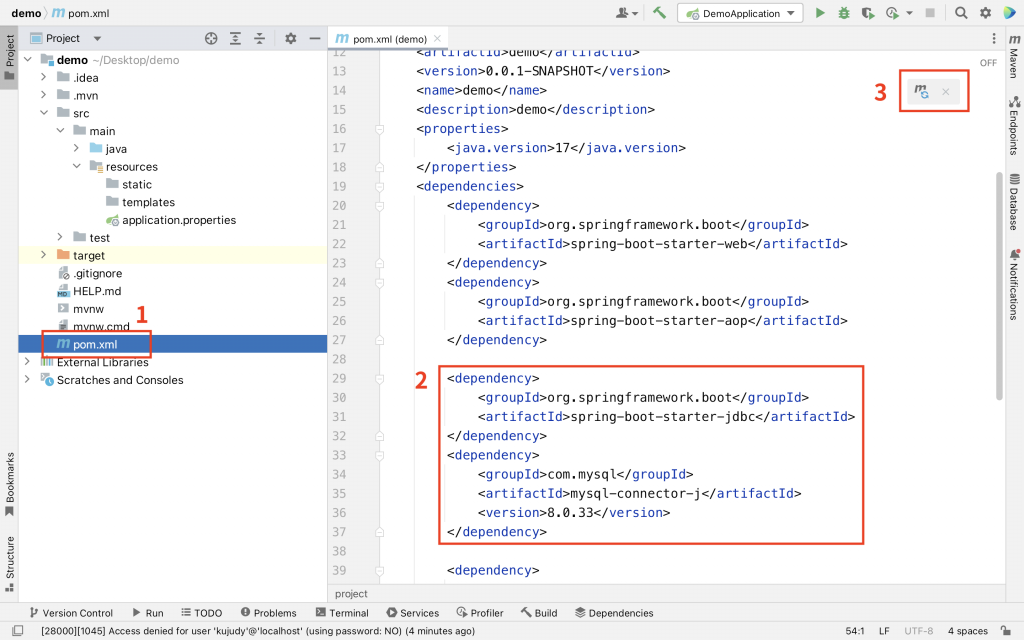 demo pom.xml
DemoApplication
Project
pom.xml (demo)
OFF
Project
demo ~/Desktop/demo
.idea
.mvn
src
main
java
resources
static
templates
application.properties
test
target
.gitignore
HELP.md
mvnw
mvnw.cmd
1
pom.xml
External Libraries
Scratches and Consoles
Bookmarks
Structure
12 <artifactId>demo</artifactId>
13 <version>0.0.1-SNAPSHOT</version>
14 <name>demo</name>
15 <description>demo</description>
16 <properties>
17 <java.version>17</java.version>
18 </properties>
19 <dependencies>
20 <dependency>
21 <groupId>org.springframework.boot</groupId>
22 <artifactId>spring-boot-starter-web</artifactId>
23 </dependency>
24 <dependency>
25 <groupId>org.springframework.boot</groupId>
26 <artifactId>spring-boot-starter-aop</artifactId>
27 </dependency>
28
2
29 <dependency>
30 <groupId>org.springframework.boot</groupId>
31 <artifactId>spring-boot-starter-jdbc</artifactId>
32 </dependency>
33 <dependency>
34 <groupId>com.mysql</groupId>
35 <artifactId>mysql-connector-j</artifactId>
36 <version>8.0.33</version>
37 </dependency>
38
39 <dependency>
3
Maven
Endpoints
Database
Notifications
project
Version Control Run TODO Problems Terminal Services Profiler Build Dependencies
[28000][1045] Access denied for user 'kujudy'@'localhost' (using password: NO) (4 minutes ago) 54:1 LF UTF-8 4 spaces